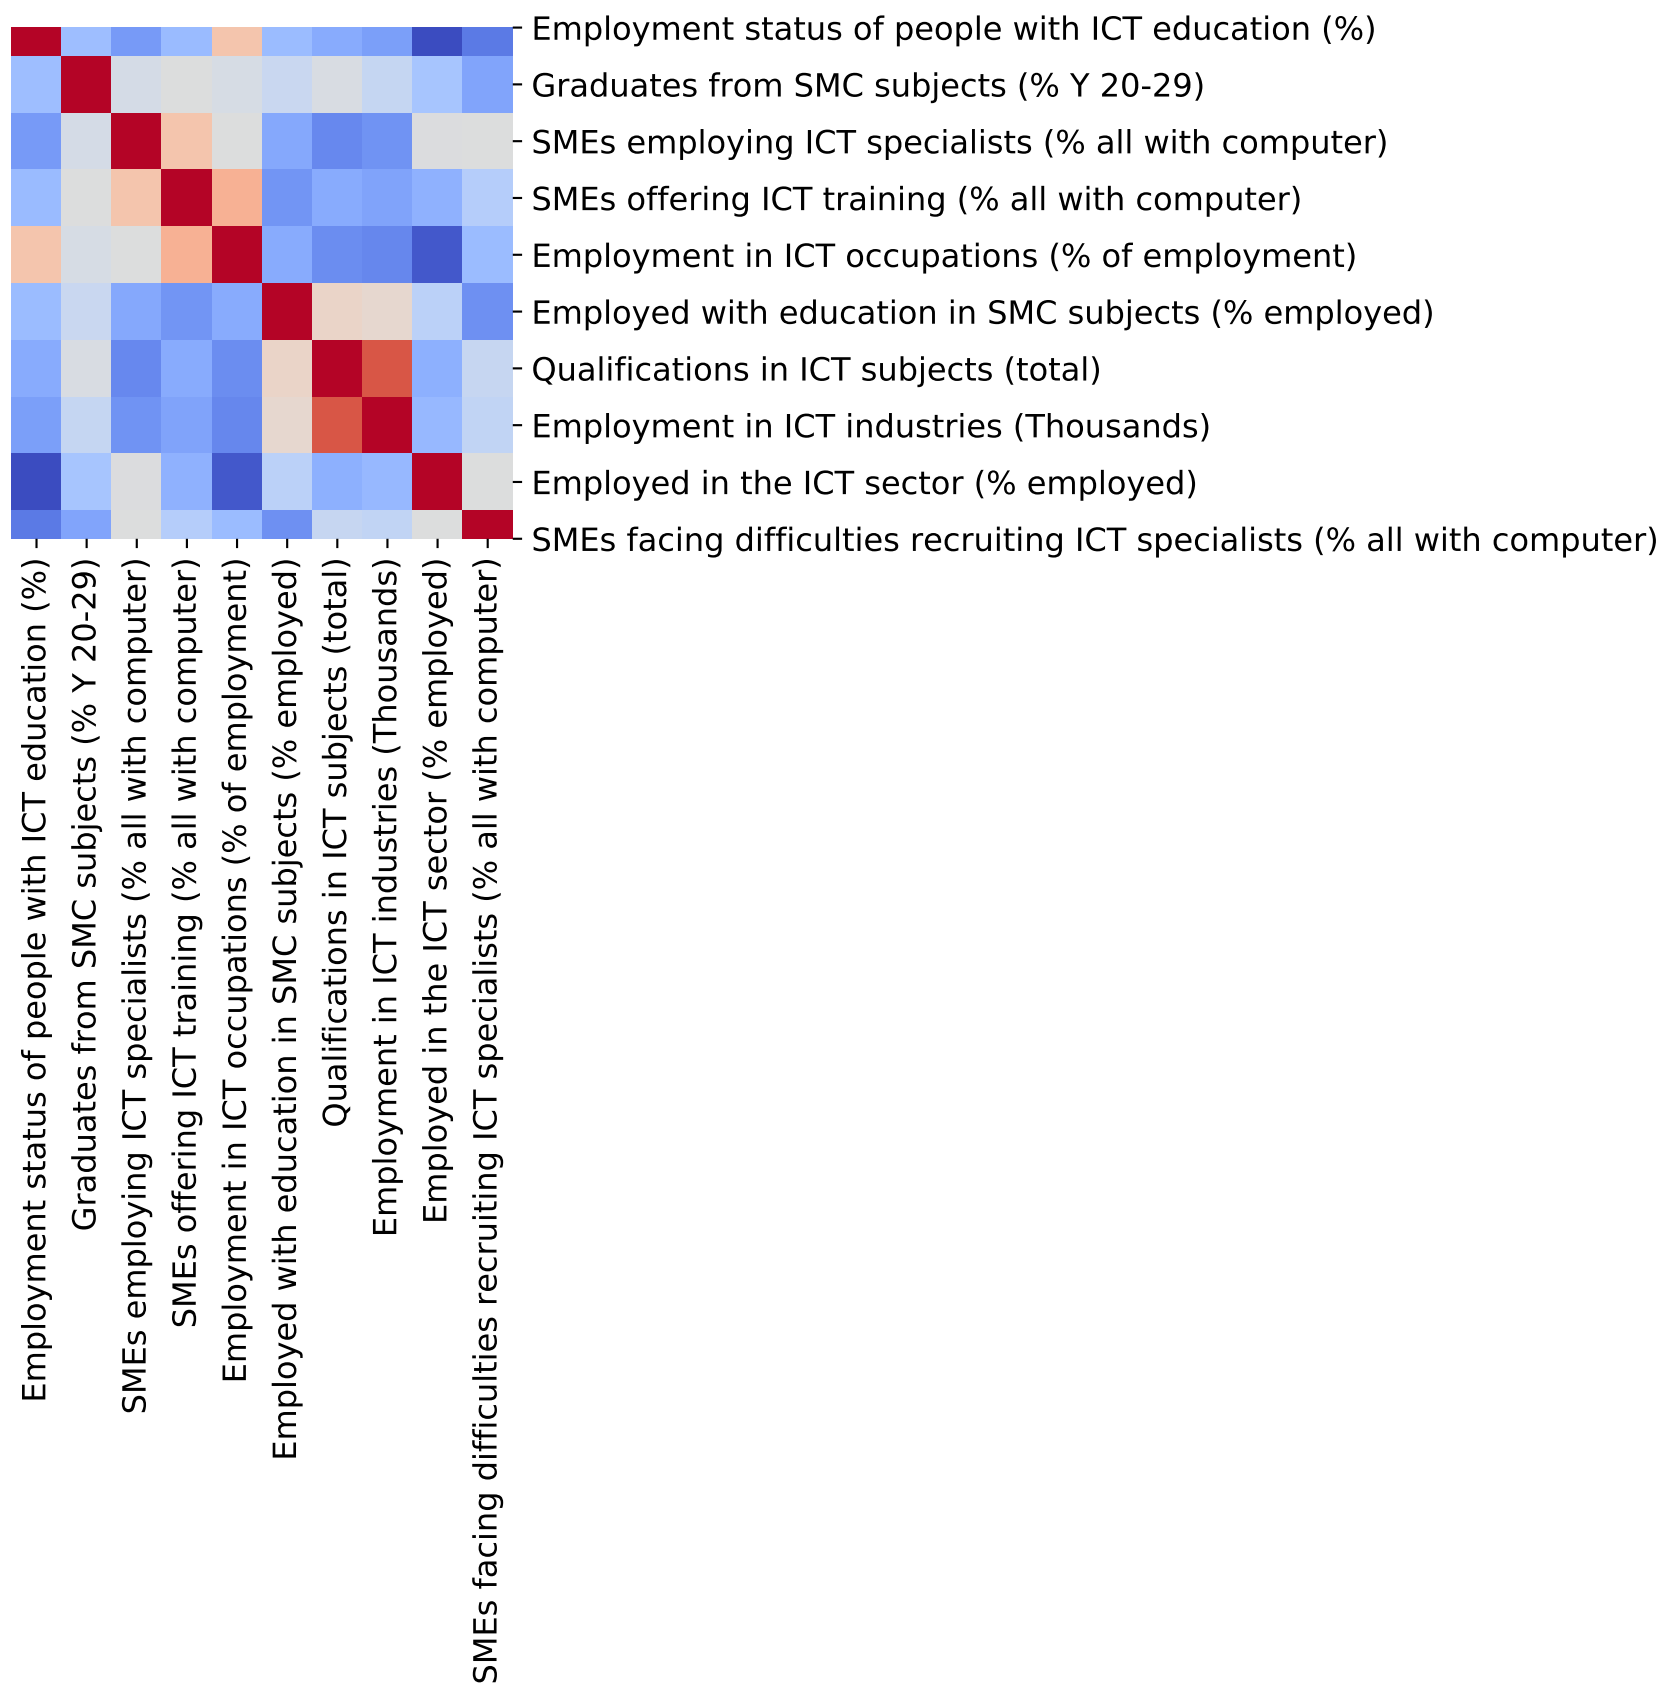 Employment status of people with ICT education (%)
Graduates from SMC subjects (% Y 20-29)
SMEs employing ICT specialists (% all with computer)
SMEs offering ICT training (% all with computer)
Employment in ICT occupations (% of employment)
Employed with education in SMC subjects (% employed)
Qualifications in ICT subjects (total)
Employment in ICT industries (Thousands)
Employed in the ICT sector (% employed)
SMEs facing difficulties recruiting ICT specialists (% all with computer)
Employment status of people with ICT education (%)
Graduates from SMC subjects (% Y 20-29)
SMEs employing ICT specialists (% all with computer)
SMEs offering ICT training (% all with computer)
Employment in ICT occupations (% of employment)
Employed with education in SMC subjects (% employed)
Qualifications in ICT subjects (total)
Employment in ICT industries (Thousands)
Employed in the ICT sector (% employed)
SMEs facing difficulties recruiting ICT specialists (% all with computer)